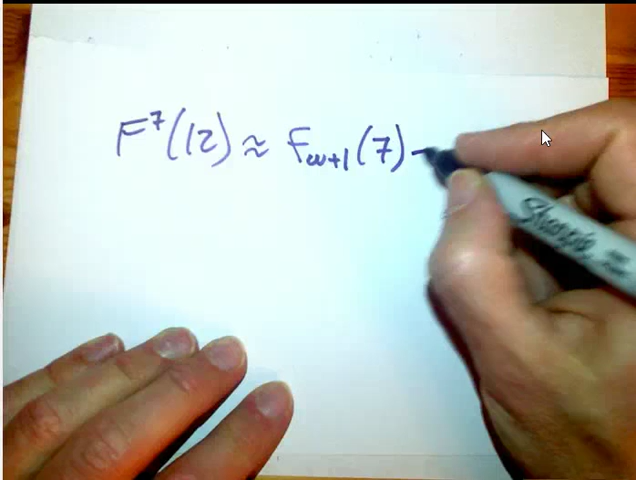 F⁷(12) ≈ f_{ω+1}(7) -
Sharpie